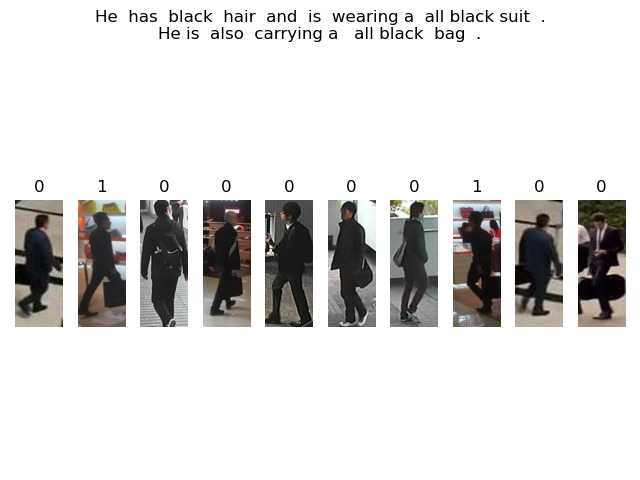 He has black hair and is wearing a all black suit .
He is also carrying a all black bag .
0 1 0 0 0 0 0 1 0 0